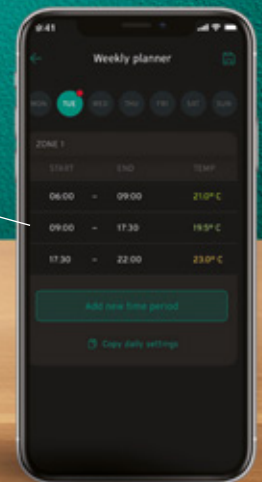 9:41
Weekly planner
MON TUE WED THU FRI SAT SUN
ZONE 1
START END TEMP
06:00 – 09:00 21.0° C
09:00 – 17:30 19.5° C
17:30 – 22:00 23.0° C
Add new time period
Copy daily settings